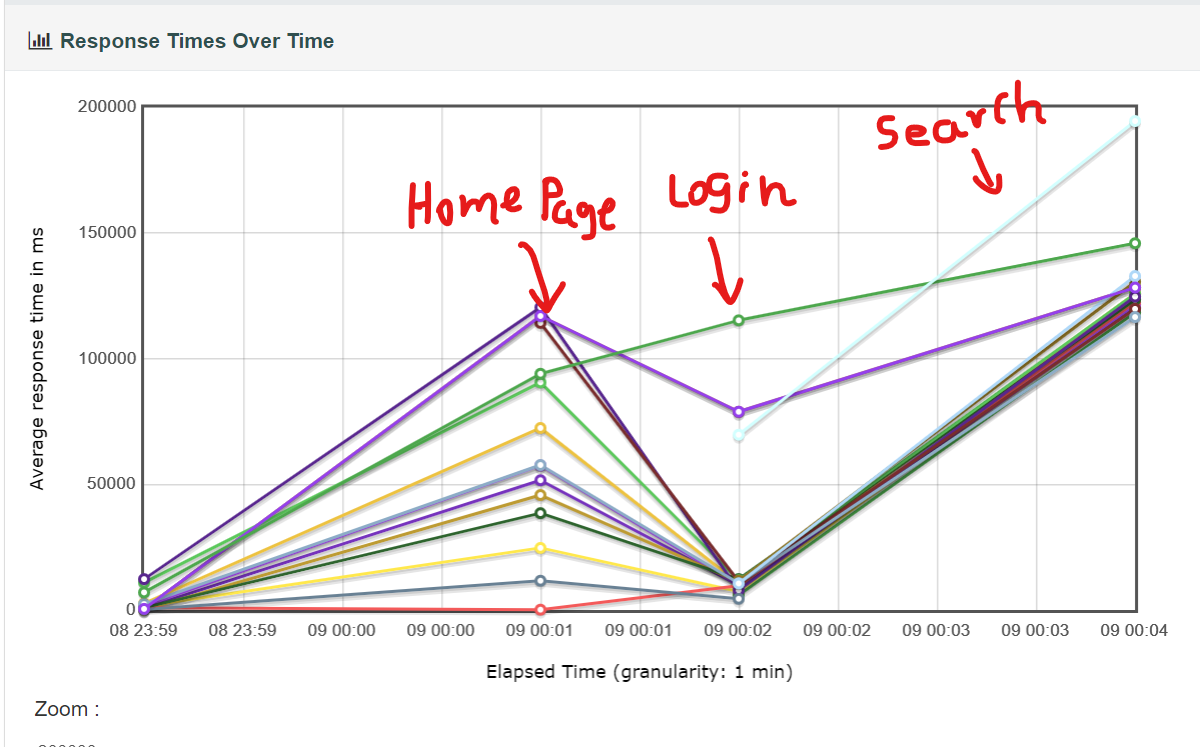 Response Times Over Time
Search
Home Page
Login
Average response time in ms
200000
150000
100000
50000
0
08 23:59 08 23:59 09 00:00 09 00:00 09 00:01 09 00:01 09 00:02 09 00:02 09 00:03 09 00:03 09 00:04
Elapsed Time (granularity: 1 min)
Zoom :